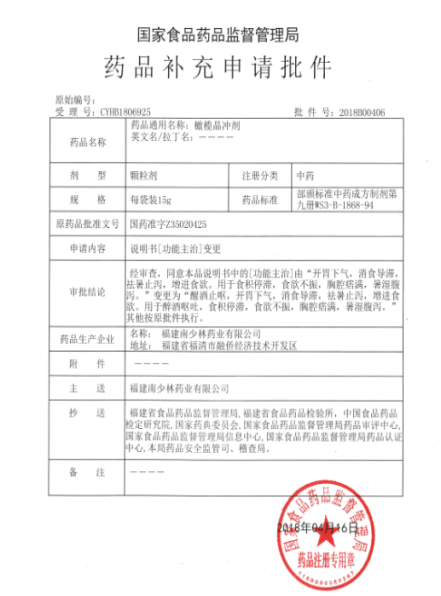 国家食品药品监督管理局
药品补充申请批件
原始编号：
受 理 号：CYHB1806925 批 件 号：2018B00406
药品名称 药品通用名称：橄榄晶冲剂
英文名/拉丁名：－－－－
剂 型 颗粒剂 注册分类 中药
规 格 每袋装15g 药品标准 部颁标准中药成方制剂第
九册WS3-B-1868-94
原药品批准文号 国药准字Z35020425
申请内容 说明书[功能主治]变更
审批结论 经审查，同意本品说明书中的[功能主治]由“开胃下气，消食导滞，
祛暑止泻，增进食欲。用于食积停滞，食欲不振，胸腔痞满，暑湿腹
泻。”变更为“醒酒止呕，开胃下气，消食导滞，祛暑止泻，增进食
欲。用于醉酒呕吐，食积停滞，食欲不振，胸腔痞满，暑湿腹泻。”
其他按原批件执行。
药品生产企业 名称： 福建南少林药业有限公司
地址： 福建省福清市融侨经济技术开发区
附 件 －－－－
主 送 福建南少林药业有限公司
抄 送 福建省食品药品监督管理局,福建省食品药品检验所，中国食品药品
检定研究院,国家药典委员会,国家食品药品监督管理局药品审评中心,
国家食品药品监督管理局信息中心,国家食品药品监督管理局药品认证
中心,本局药品安全监管司、稽查局。
备 注 －－－－
国家食品药品监督管理局
2018年04月16日
药品注册专用章